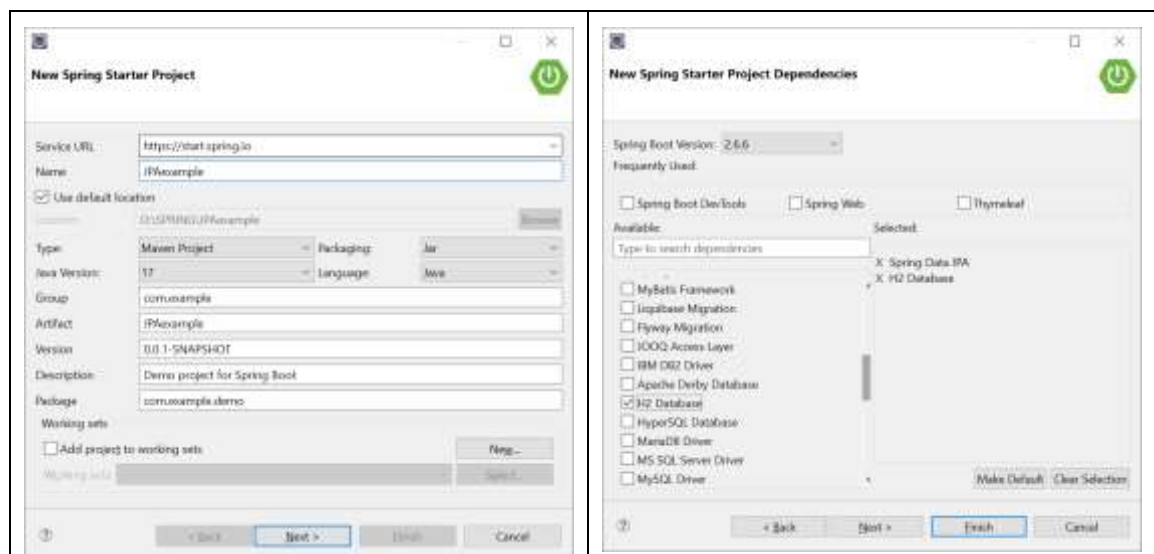 New Spring Starter Project
Service URL https://start.spring.io
Name JPAexample
Use default location
D:\SPRING\JPAexample Browse
Type: Maven Project Packaging: Jar
Java Version: 17 Language: Java
Group com.example
Artifact JPAexample
Version 0.0.1-SNAPSHOT
Description Demo project for Spring Boot
Package com.example.demo
Working sets
Add project to working sets New...
Working sets: Select...
? < Back Next > Finish Cancel
New Spring Starter Project Dependencies
Spring Boot Version: 2.6.6
Frequently Used:
Spring Boot DevTools Spring Web Thymeleaf
Available: Selected:
Type to search dependencies
X Spring Data JPA
X H2 Database
MyBatis Framework
Liquibase Migration
Flyway Migration
JOOQ Access Layer
IBM DB2 Driver
Apache Derby Database
H2 Database
HyperSQL Database
MariaDB Driver
MS SQL Server Driver
MySQL Driver
Make Default Clear Selection
? < Back Next > Finish Cancel